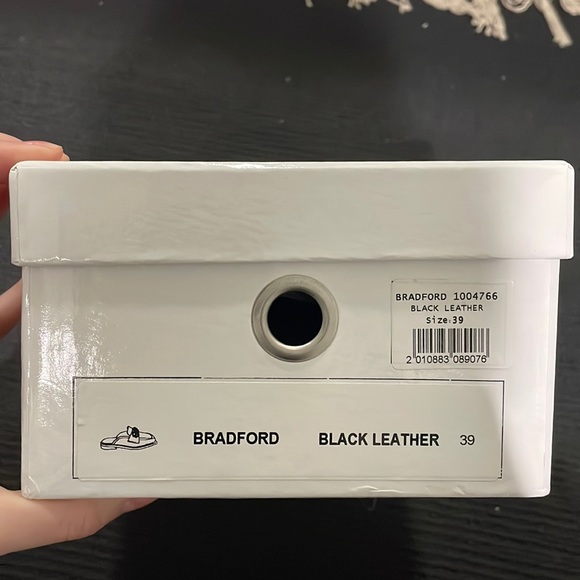 BRADFORD 1004766
BLACK LEATHER
size:39
2 010883 089076
BRADFORD BLACK LEATHER 39